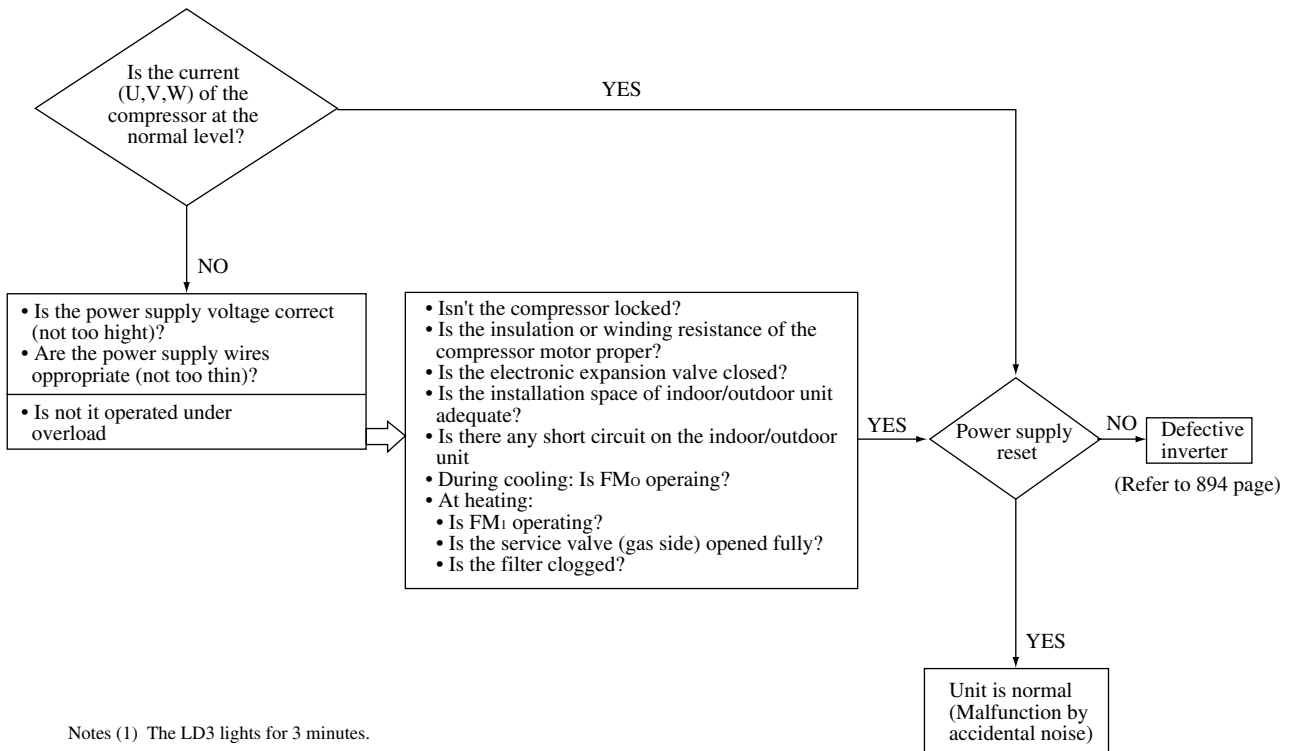 Is the current
(U,V,W) of the
compressor at the
normal level?
YES
NO
• Is the power supply voltage correct
(not too hight)?
• Are the power supply wires
oppropriate (not too thin)?
• Is not it operated under
overload
• Isn't the compressor locked?
• Is the insulation or winding resistance of the
compressor motor proper?
• Is the electronic expansion valve closed?
• Is the installation space of indoor/outdoor unit
adequate?
• Is there any short circuit on the indoor/outdoor
unit
• During cooling: Is FMO operaing?
• At heating:
• Is FM1 operating?
• Is the service valve (gas side) opened fully?
• Is the filter clogged?
YES
Power supply
reset
NO
Defective
inverter
(Refer to 894 page)
YES
Unit is normal
(Malfunction by
accidental noise)
Notes (1) The LD3 lights for 3 minutes.